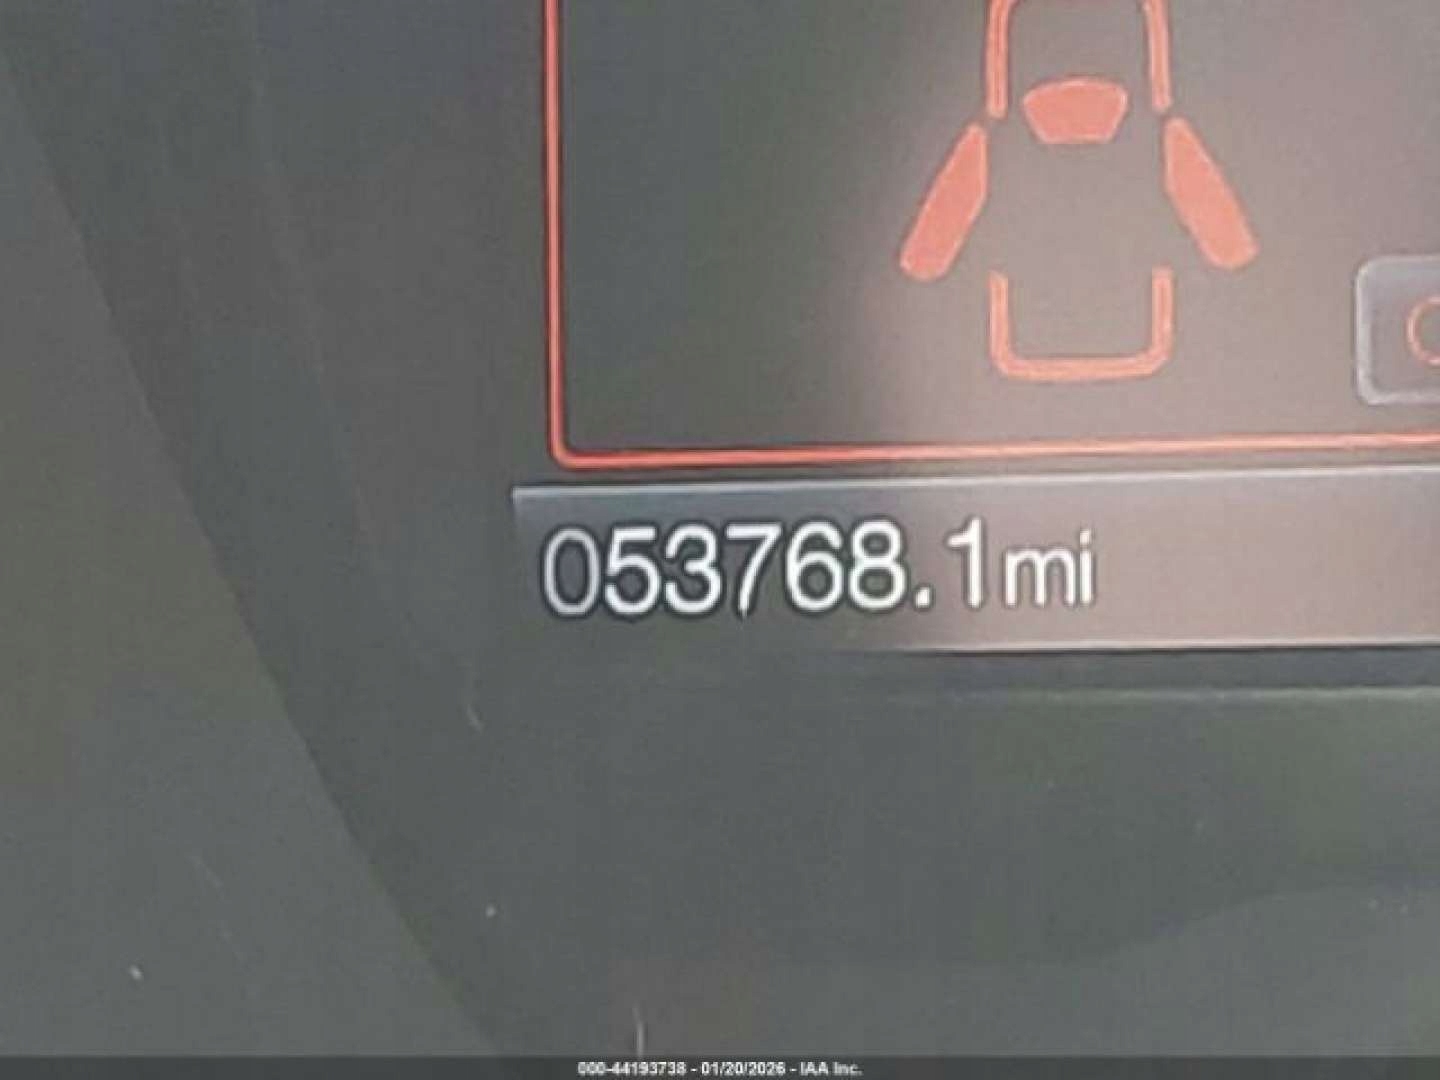 053768.1mi
000-44193738 - 01/20/2026 - IAA Inc.